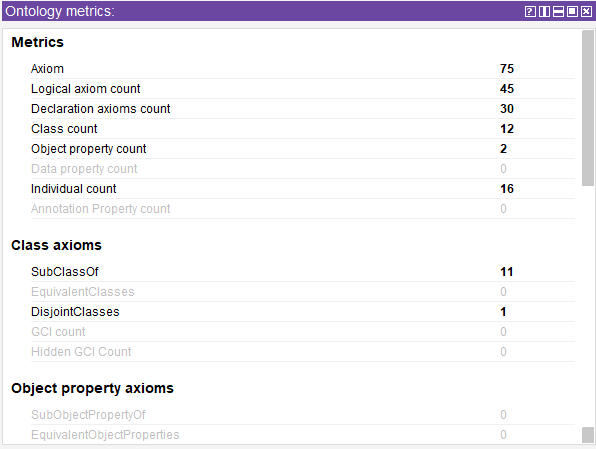 Ontology metrics:
Metrics
Axiom 75
Logical axiom count 45
Declaration axioms count 30
Class count 12
Object property count 2
Data property count 0
Individual count 16
Annotation Property count 0
Class axioms
SubClassOf 11
EquivalentClasses 0
DisjointClasses 1
GCI count 0
Hidden GCI Count 0
Object property axioms
SubObjectPropertyOf 0
EquivalentObjectProperties 0